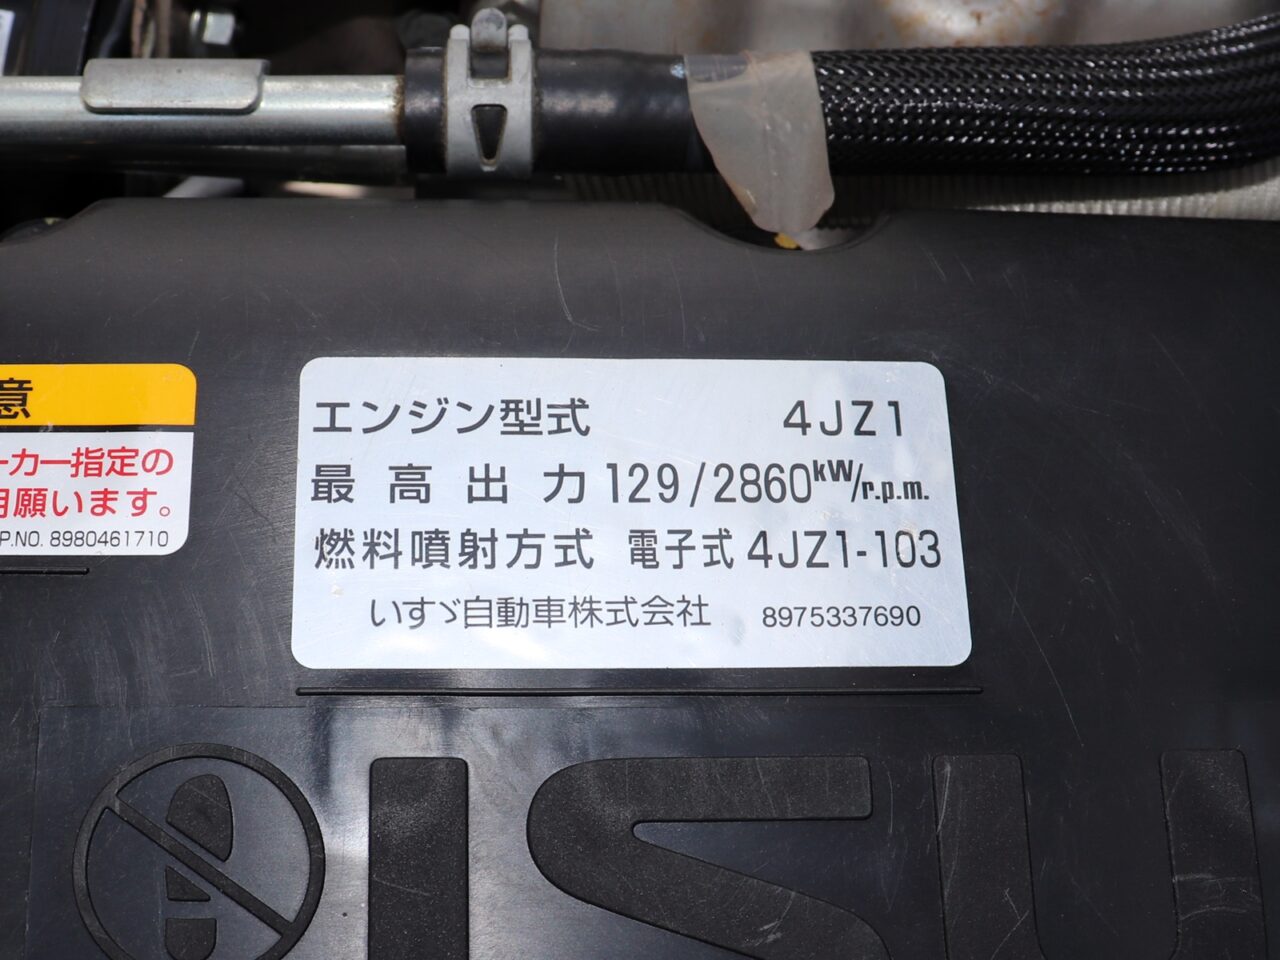 意
ーカー指定の
用願います。
P.NO. 8980461710
エンジン型式 4JZ1
最高出力 129/2860kW/r.p.m.
燃料噴射方式 電子式 4JZ1-103
いすゞ自動車株式会社 8975337690
ISU